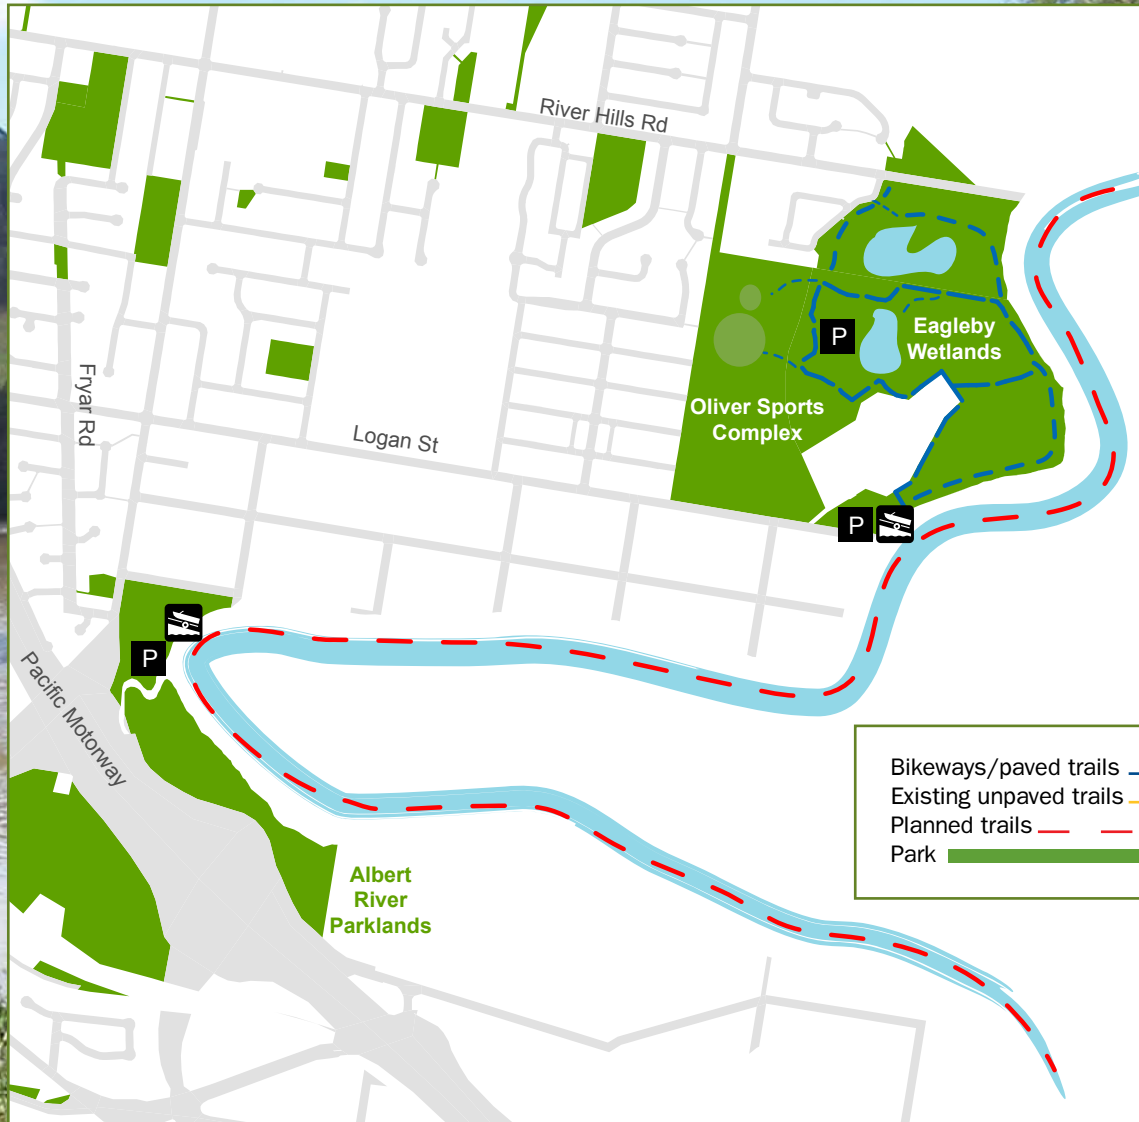 River Hills Rd
P
Eagleby
Wetlands
Fryar Rd
Oliver Sports
Complex
Logan St
P
P
Pacific Motorway
Bikeways/paved trails
Existing unpaved trails
Planned trails
Park
Albert
River
Parklands